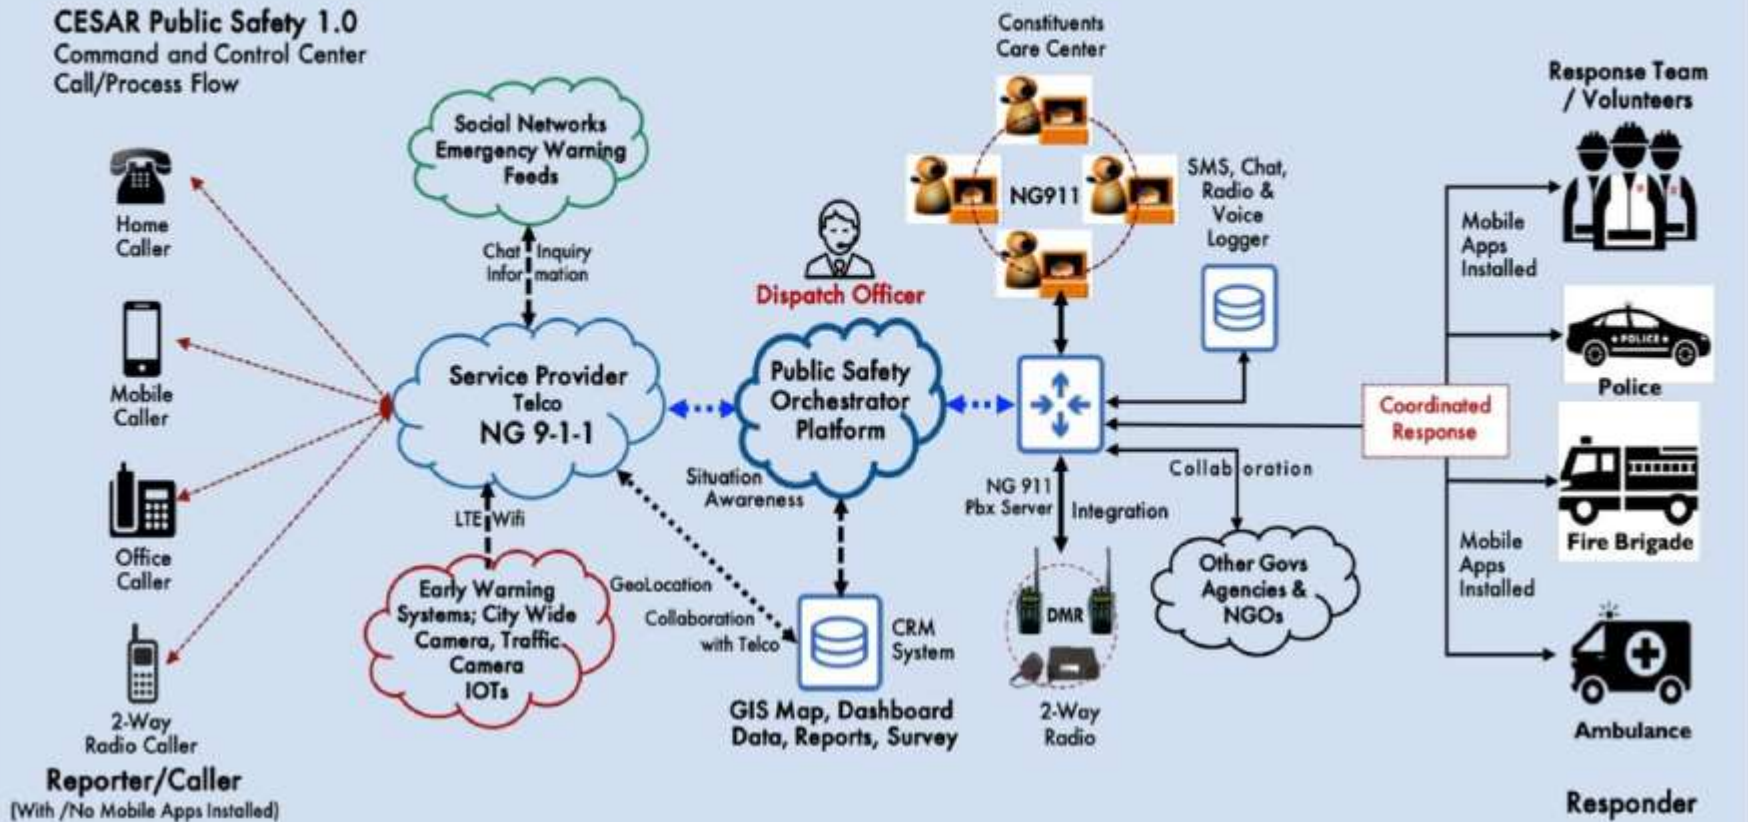 CESAR Public Safety 1.0
Command and Control Center
Call/Process Flow
Home
Caller
Mobile
Caller
Office
Caller
2-Way
Radio Caller
Reporter/Caller
(With /No Mobile Apps Installed)
Social Networks
Emergency Warning
Feeds
Chat Inquiry
Infor mation
Service Provider
Telco
NG 9-1-1
LTE Wifi
Early Warning
Systems; City Wide
Camera, Traffic
Camera
IOTs
GeoLocation
Collaboration
with Telco
Dispatch Officer
Public Safety
Orchestrator
Platform
Situation
Awareness
CRM
System
GIS Map, Dashboard
Data, Reports, Survey
Constituents
Care Center
NG911
SMS, Chat,
Radio &
Voice
Logger
NG 911
Pbx Server
Integration
DMR
2-Way
Radio
Collab oration
Other Govs
Agencies &
NGOs
Coordinated
Response
Response Team
/ Volunteers
Mobile
Apps
Installed
POLICE
Police
Fire Brigade
Mobile
Apps
Installed
Ambulance
Responder